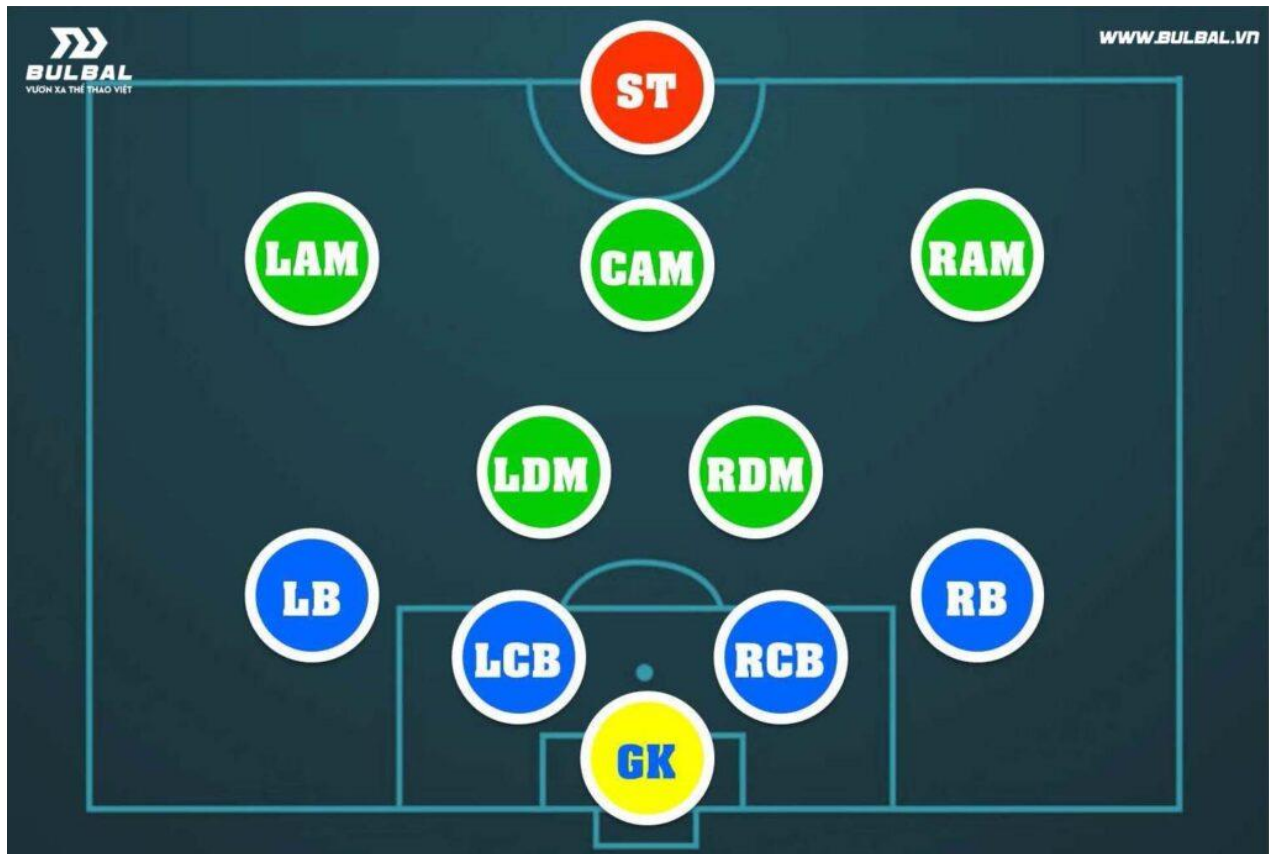 BULBAL
VƯƠN XA THỂ THAO VIỆT
WWW.BULBAL.VN
ST
LAM
CAM
RAM
LDM
RDM
LB
RB
LCB
RCB
GK